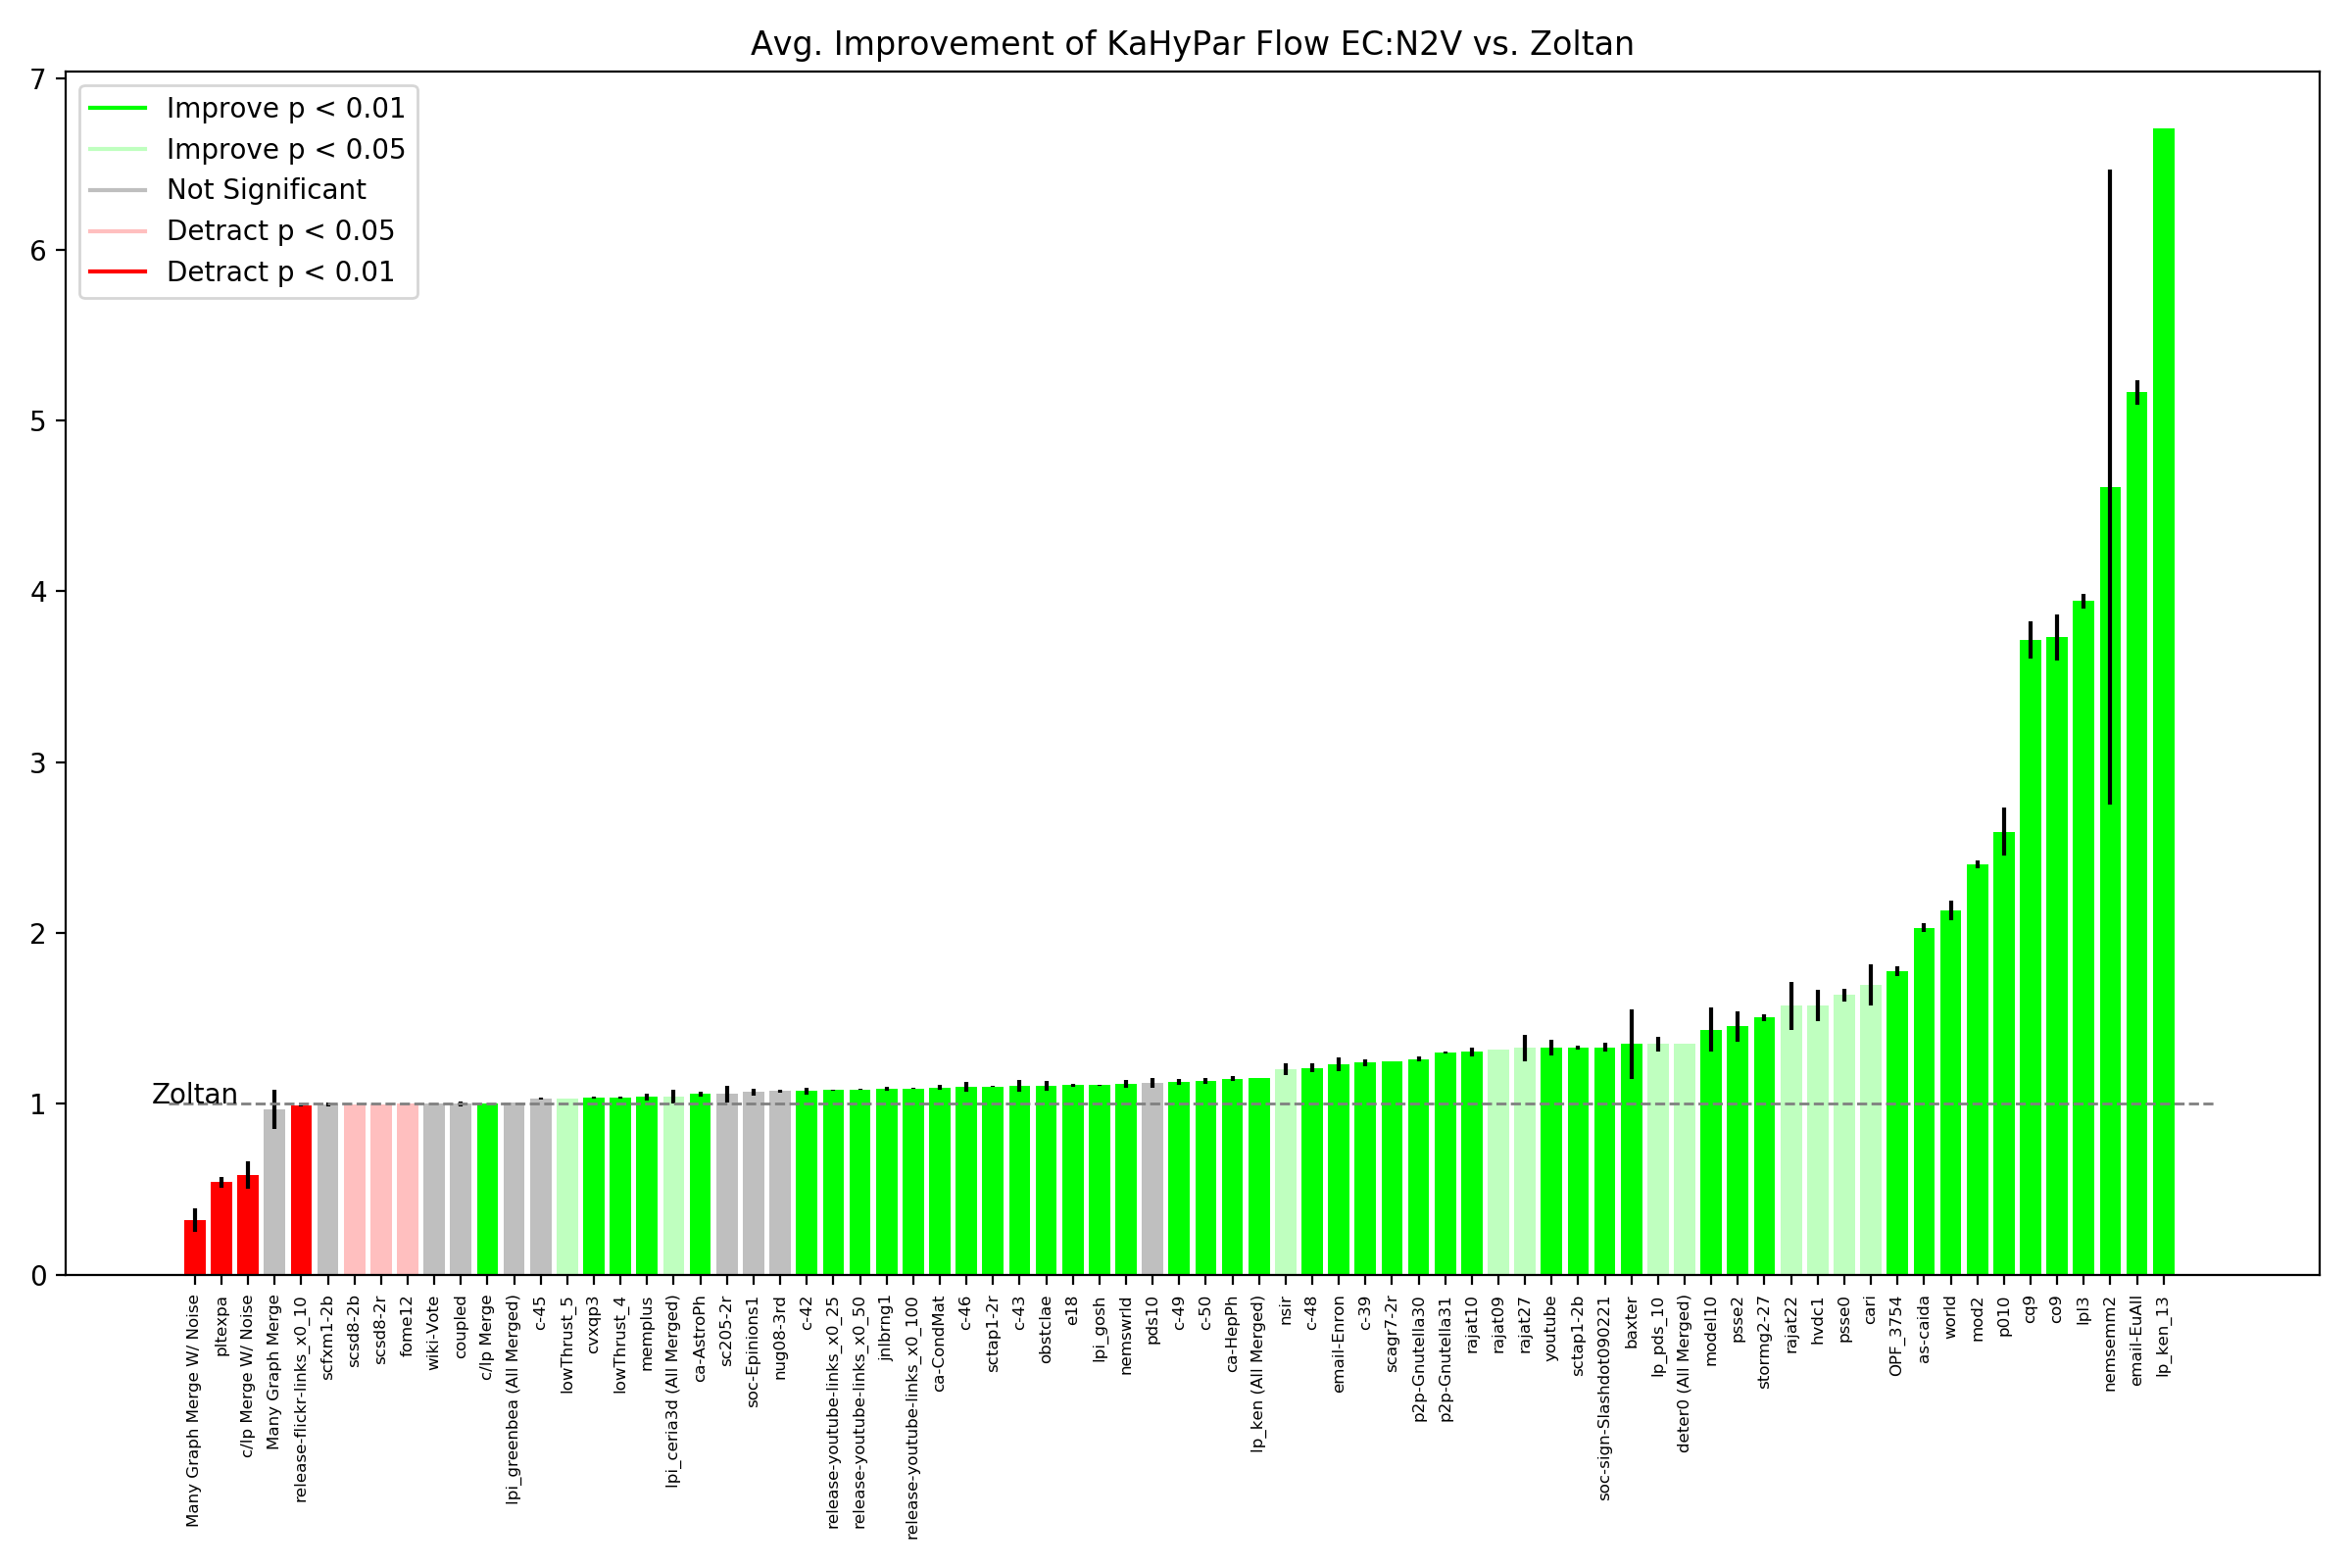 Avg. Improvement of KaHyPar Flow EC:N2V vs. Zoltan
7
6
5
4
3
2
1
0
Improve p < 0.01
Improve p < 0.05
Not Significant
Detract p < 0.05
Detract p < 0.01
Zoltan
Many Graph Merge W/ Noise
pltexpa
c/lp Merge W/ Noise
Many Graph Merge
release-flickr-links_x0_10
scfxm1-2b
scsd8-2b
scsd8-2r
fome12
wiki-Vote
coupled
c/lp Merge
lpi_greenbea (All Merged)
c-45
lowThrust_5
cvxqp3
lowThrust_4
memplus
lpi_ceria3d (All Merged)
ca-AstroPh
sc205-2r
soc-Epinions1
nug08-3rd
c-42
release-youtube-links_x0_25
release-youtube-links_x0_50
jnlbrng1
release-youtube-links_x0_100
ca-CondMat
c-46
sctap1-2r
c-43
obstclae
e18
lpi_gosh
nemswrld
pds10
c-49
c-50
ca-HepPh
lp_ken (All Merged)
nsir
c-48
email-Enron
c-39
scagr7-2r
p2p-Gnutella30
p2p-Gnutella31
rajat10
rajat09
rajat27
youtube
sctap1-2b
soc-sign-Slashdot090221
baxter
lp_pds_10
deter0 (All Merged)
model10
psse2
stormg2-27
rajat22
hvdc1
psse0
cari
OPF_3754
as-caida
world
mod2
p010
cq9
co9
lpl3
nemsemm2
email-EuAll
lp_ken_13